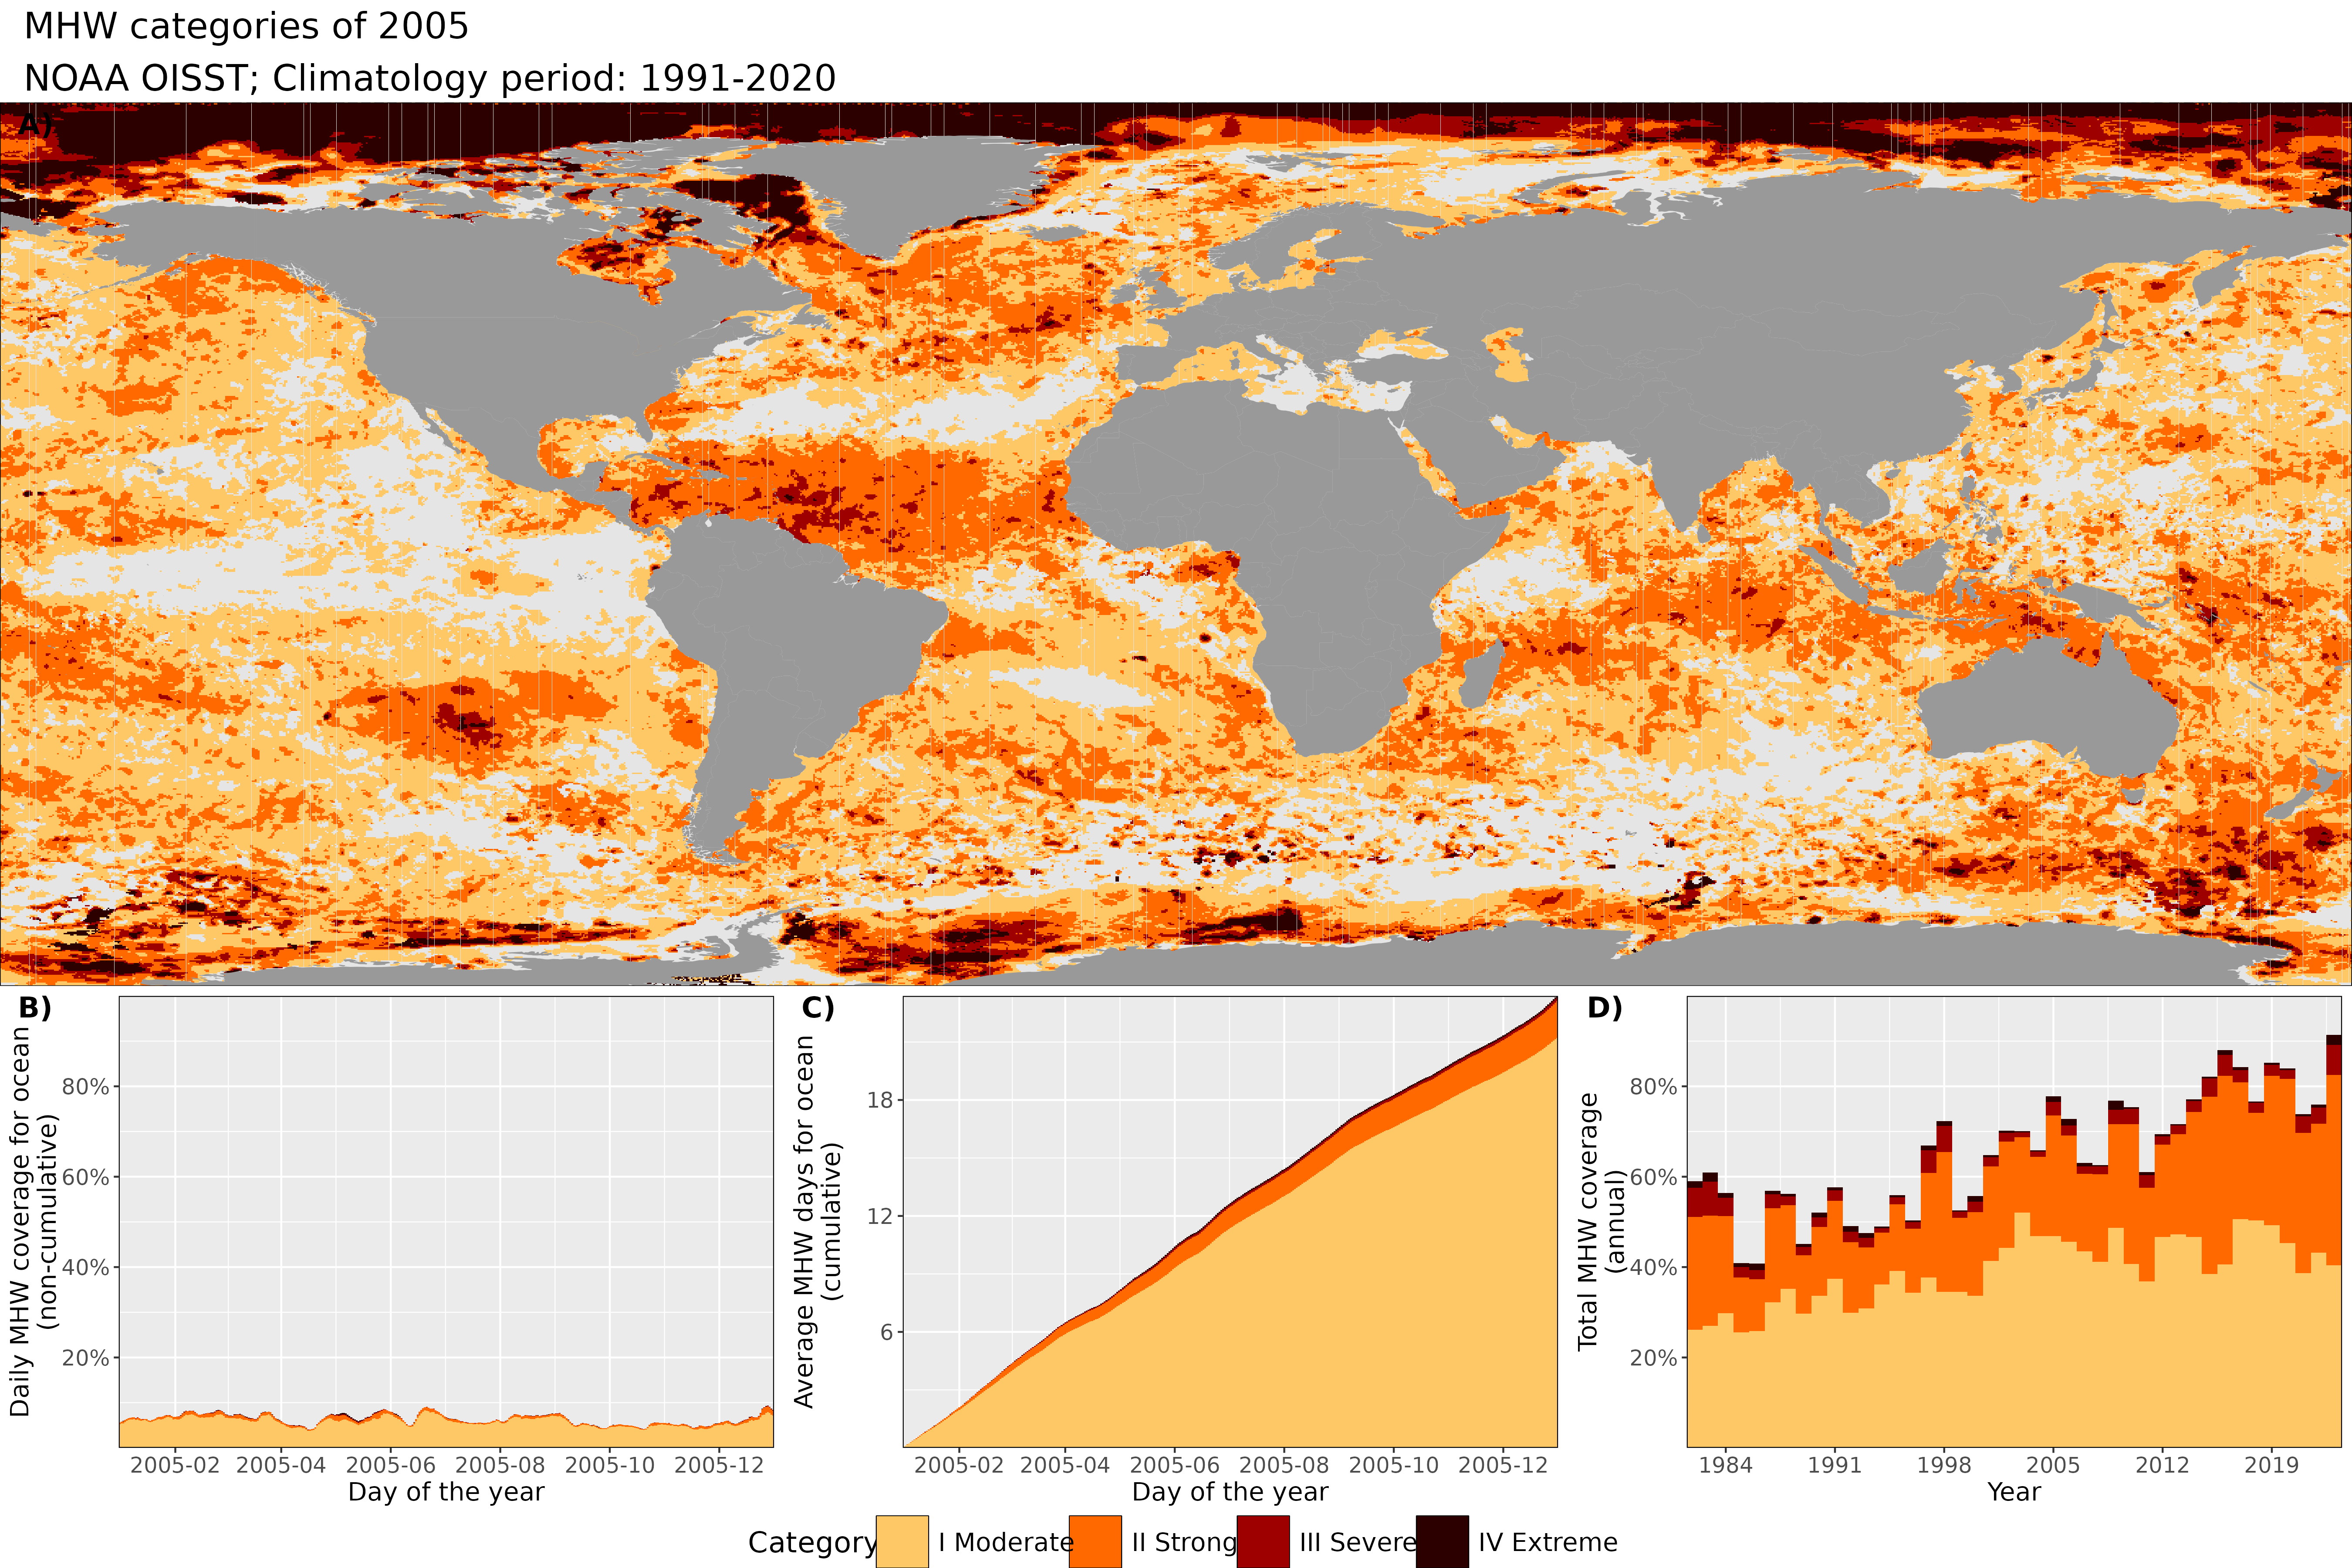 MHW categories of 2005
NOAA OISST; Climatology period: 1991-2020
A)
B)
Daily MHW coverage for ocean
(non-cumulative)
80%
60%
40%
20%
2005-02 2005-04 2005-06 2005-08 2005-10 2005-12
Day of the year
C)
Average MHW days for ocean
(cumulative)
18
12
6
2005-02 2005-04 2005-06 2005-08 2005-10 2005-12
Day of the year
D)
Total MHW coverage
(annual)
80%
60%
40%
20%
1984 1991 1998 2005 2012 2019
Year
Category I Moderate II Strong III Severe IV Extreme